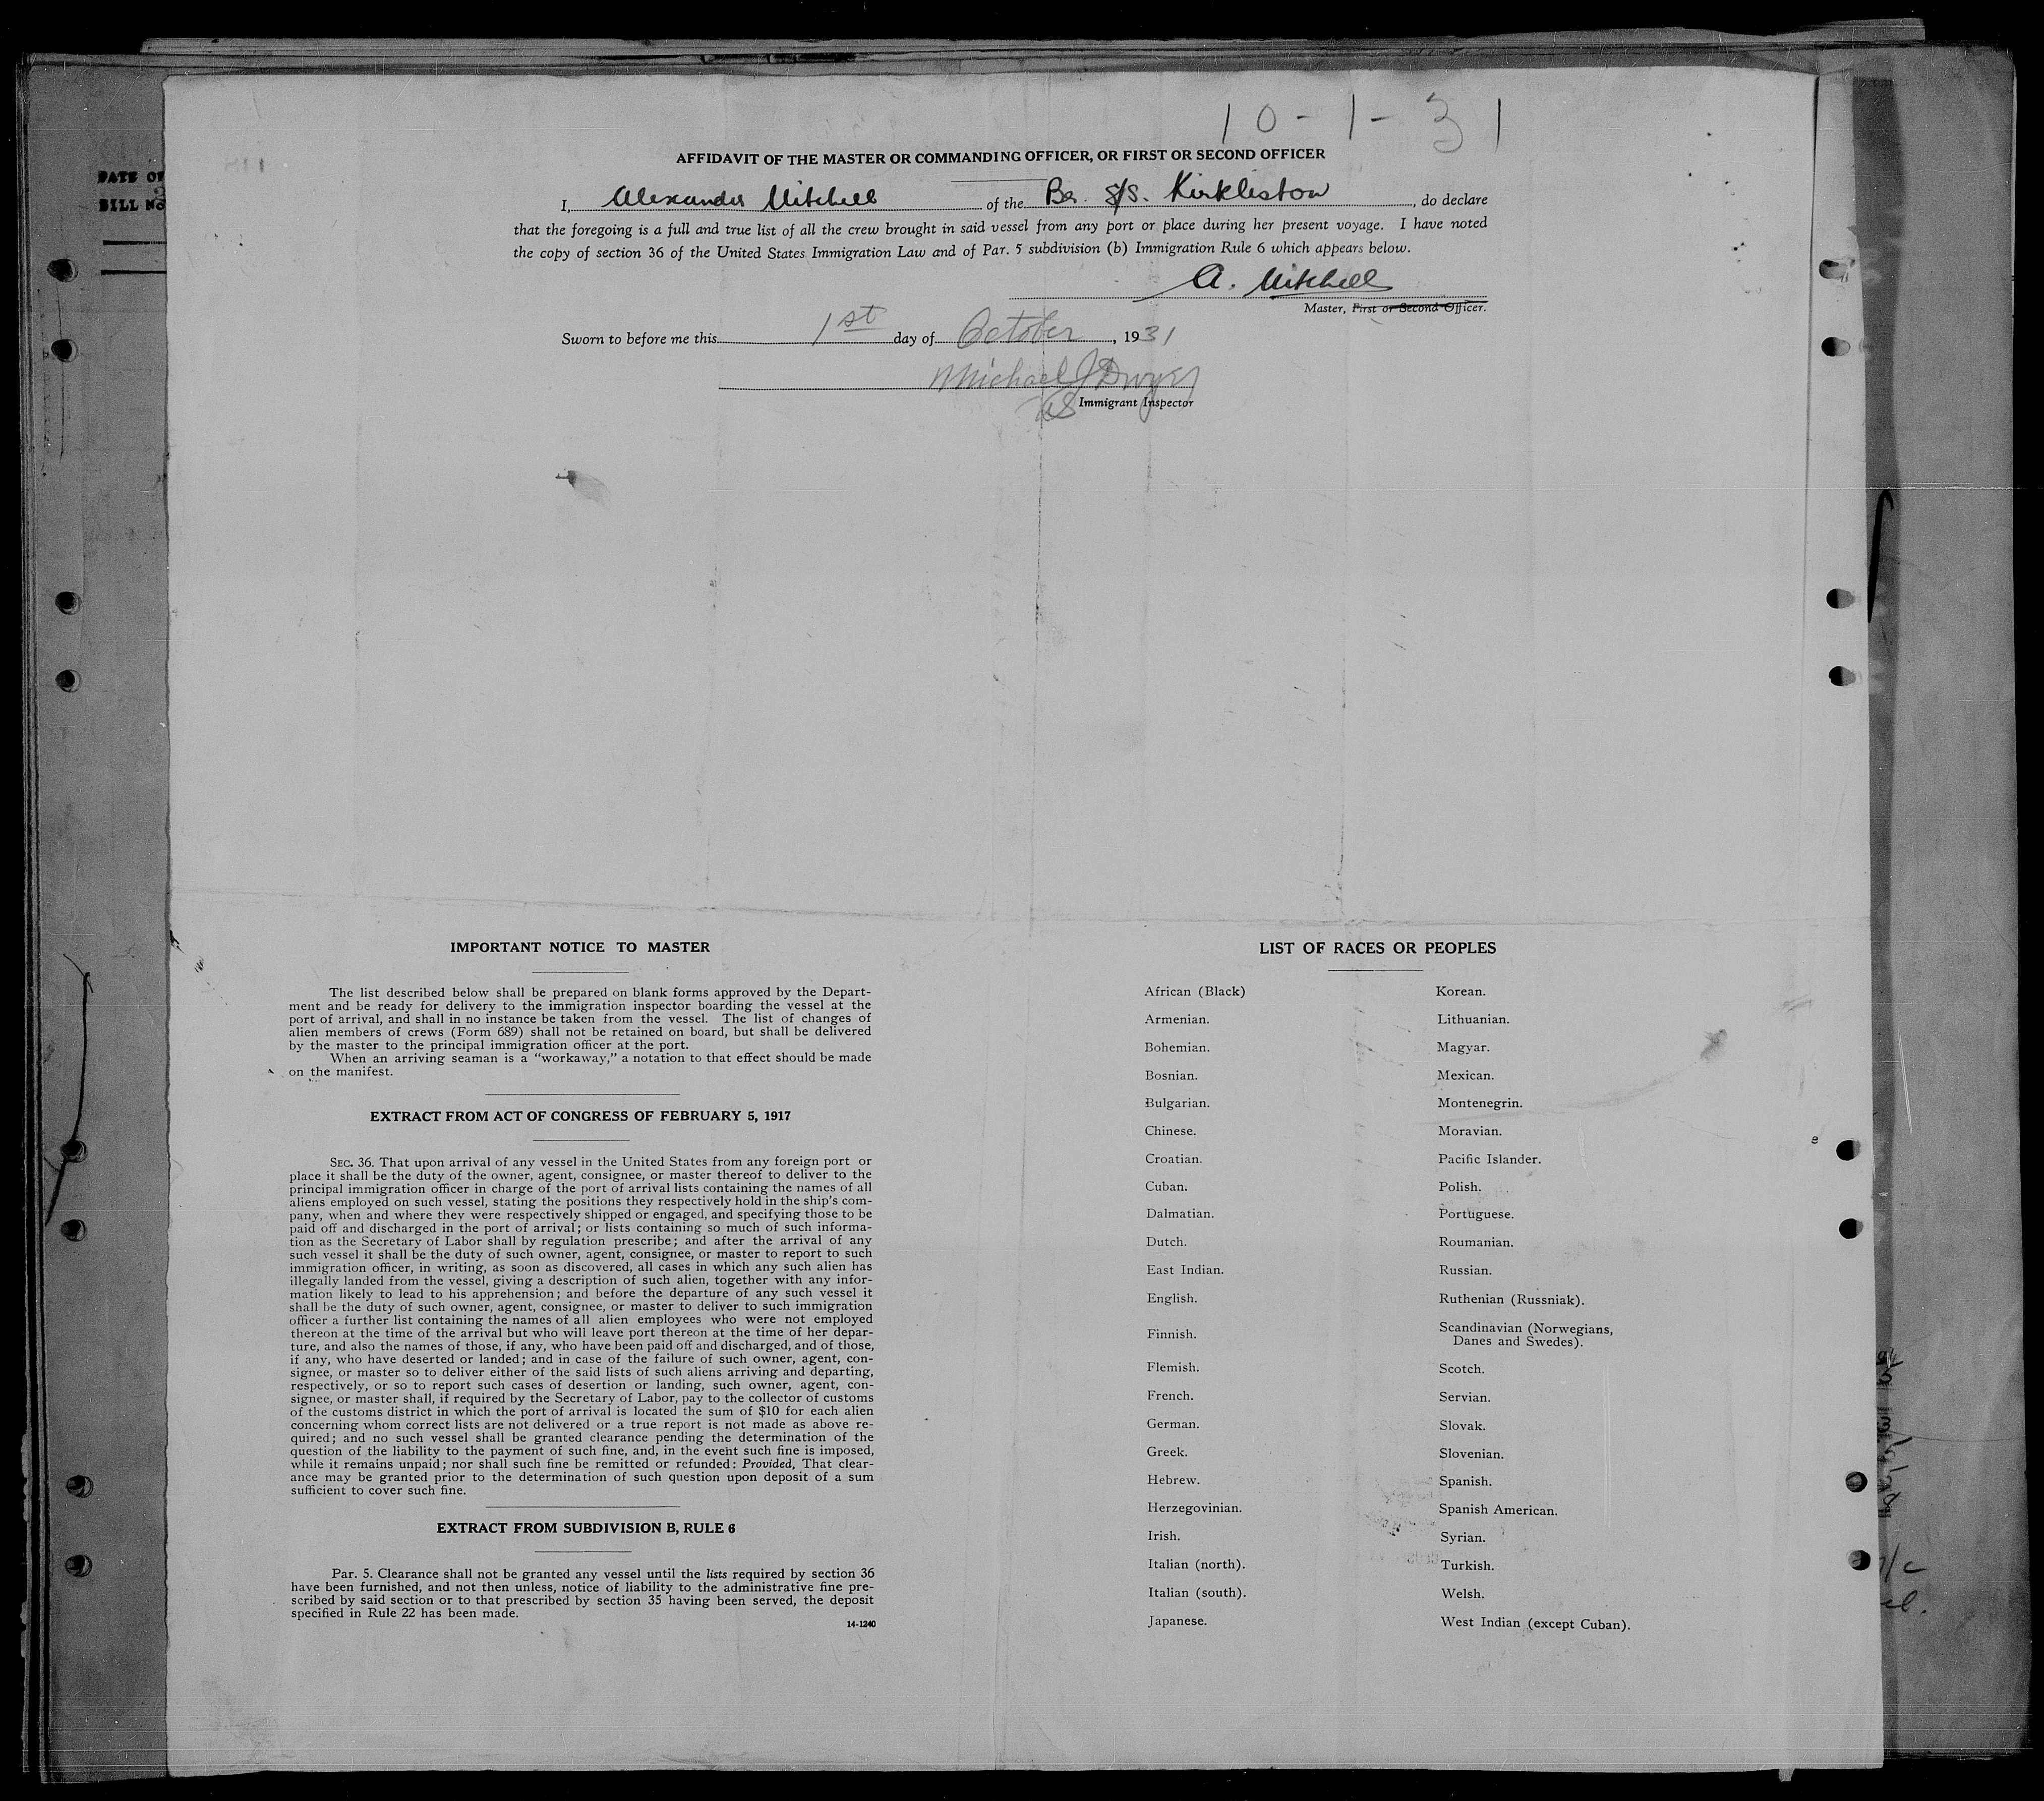 10-1-31
DATE OF
BILL No
AFFIDAVIT OF THE MASTER OR COMMANDING OFFICER, OR FIRST OR SECOND OFFICER
I, Alexander Mitchell of the Br. S/S. Kirkliston, do declare
that the foregoing is a full and true list of all the crew brought in said vessel from any port or place during her present voyage. I have noted
the copy of section 36 of the United States Immigration Law and of Par. 5 subdivision (b) Immigration Rule 6 which appears below.
A. Mitchell
Master, First or Second Officer.
Sworn to before me this 1st day of October, 1931
Michael J Dwyer
US Immigrant Inspector
IMPORTANT NOTICE TO MASTER
The list described below shall be prepared on blank forms approved by the Depart-
ment and be ready for delivery to the immigration inspector boarding the vessel at the
port of arrival, and shall in no instance be taken from the vessel. The list of changes of
alien members of crews (Form 689) shall not be retained on board, but shall be delivered
by the master to the principal immigration officer at the port.
When an arriving seaman is a “workaway,” a notation to that effect should be made
on the manifest.
EXTRACT FROM ACT OF CONGRESS OF FEBRUARY 5, 1917
SEC. 36. That upon arrival of any vessel in the United States from any foreign port or
place it shall be the duty of the owner, agent, consignee, or master thereof to deliver to the
principal immigration officer in charge of the port of arrival lists containing the names of all
aliens employed on such vessel, stating the positions they respectively hold in the ship's com-
pany, when and where they were respectively shipped or engaged, and specifying those to be
paid off and discharged in the port of arrival; or lists containing so much of such informa-
tion as the Secretary of Labor shall by regulation prescribe; and after the arrival of any
such vessel it shall be the duty of such owner, agent, consignee, or master to report to such
immigration officer, in writing, as soon as discovered, all cases in which any such alien has
illegally landed from the vessel, giving a description of such alien, together with any infor-
mation likely to lead to his apprehension; and before the departure of any such vessel it
shall be the duty of such owner, agent, consignee, or master to deliver to such immigration
officer a further list containing the names of all alien employees who were not employed
thereon at the time of the arrival but who will leave port thereon at the time of her depar-
ture, and also the names of those, if any, who have been paid off and discharged, and of those,
if any, who have deserted or landed; and in case of the failure of such owner, agent, con-
signee, or master so to deliver either of the said lists of such aliens arriving and departing,
respectively, or so to report such cases of desertion or landing, such owner, agent, con-
signee, or master shall, if required by the Secretary of Labor, pay to the collector of customs
of the customs district in which the port of arrival is located the sum of $10 for each alien
concerning whom correct lists are not delivered or a true report is not made as above re-
quired; and no such vessel shall be granted clearance pending the determination of the
question of the liability to the payment of such fine, and, in the event such fine is imposed,
while it remains unpaid; nor shall such fine be remitted or refunded: Provided, That clear-
ance may be granted prior to the determination of such question upon deposit of a sum
sufficient to cover such fine.
EXTRACT FROM SUBDIVISION B, RULE 6
Par. 5. Clearance shall not be granted any vessel until the lists required by section 36
have been furnished, and not then unless, notice of liability to the administrative fine pre-
scribed by said section or to that prescribed by section 35 having been served, the deposit
specified in Rule 22 has been made.
14-1240
LIST OF RACES OR PEOPLES
African (Black)
Armenian.
Bohemian.
Bosnian.
Bulgarian.
Chinese.
Croatian.
Cuban.
Dalmatian.
Dutch.
East Indian.
English.
Finnish.
Flemish.
French.
German.
Greek.
Hebrew.
Herzegovinian.
Irish.
Italian (north).
Italian (south).
Japanese.
Korean.
Lithuanian.
Magyar.
Mexican.
Montenegrin.
Moravian.
Pacific Islander.
Polish.
Portuguese.
Roumanian.
Russian.
Ruthenian (Russniak).
Scandinavian (Norwegians,
Danes and Swedes).
Scotch.
Servian.
Slovak.
Slovenian.
Spanish.
Spanish American.
Syrian.
Turkish.
Welsh.
West Indian (except Cuban).